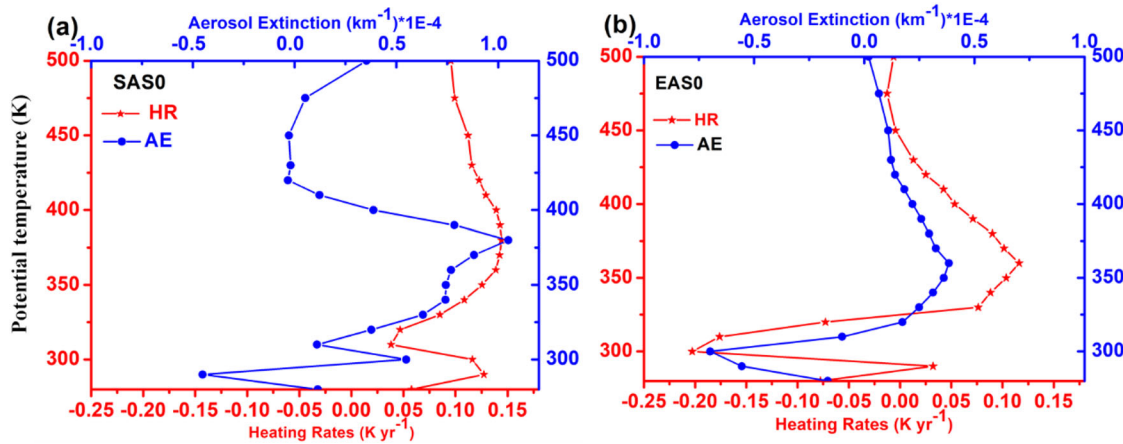 (a)
Aerosol Extinction (km-1)*1E-4
-1.0 -0.5 0.0 0.5 1.0
Potential temperature (K)
500 500
450 450
400 400
350 350
300 300
SAS0
HR
AE
-0.25 -0.20 -0.15 -0.10 -0.05 0.00 0.05 0.10 0.15
Heating Rates (K yr-1)
(b)
Aerosol Extinction (km-1)*1E-4
-1.0 -0.5 0.0 0.5 1.0
500 500
450 450
400 400
350 350
300 300
EAS0
HR
AE
-0.25 -0.20 -0.15 -0.10 -0.05 0.00 0.05 0.10 0.15
Heating Rates (K yr-1)